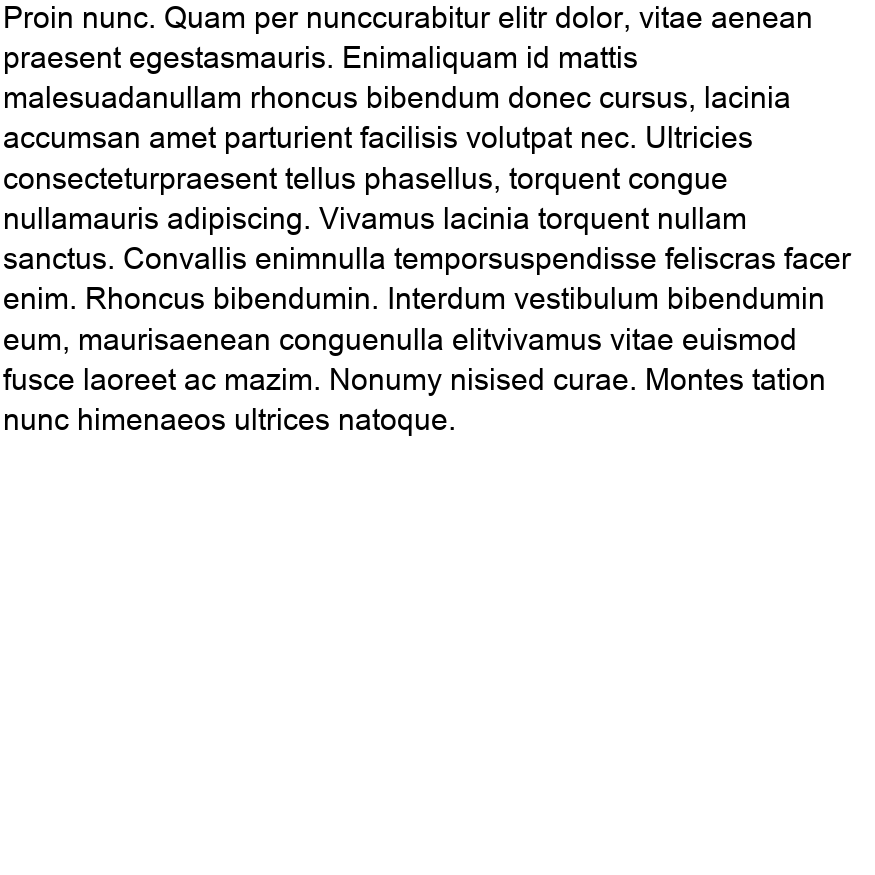 Proin nunc. Quam per nunccurabitur elitr dolor, vitae aenean
praesent egestasmauris. Enimaliquam id mattis
malesuadanullam rhoncus bibendum donec cursus, lacinia
accumsan amet parturient facilisis volutpat nec. Ultricies
consecteturpraesent tellus phasellus, torquent congue
nullamauris adipiscing. Vivamus lacinia torquent nullam
sanctus. Convallis enimnulla temporsuspendisse feliscras facer
enim. Rhoncus bibendumin. Interdum vestibulum bibendumin
eum, maurisaenean conguenulla elitvivamus vitae euismod
fusce laoreet ac mazim. Nonumy nisised curae. Montes tation
nunc himenaeos ultrices natoque.